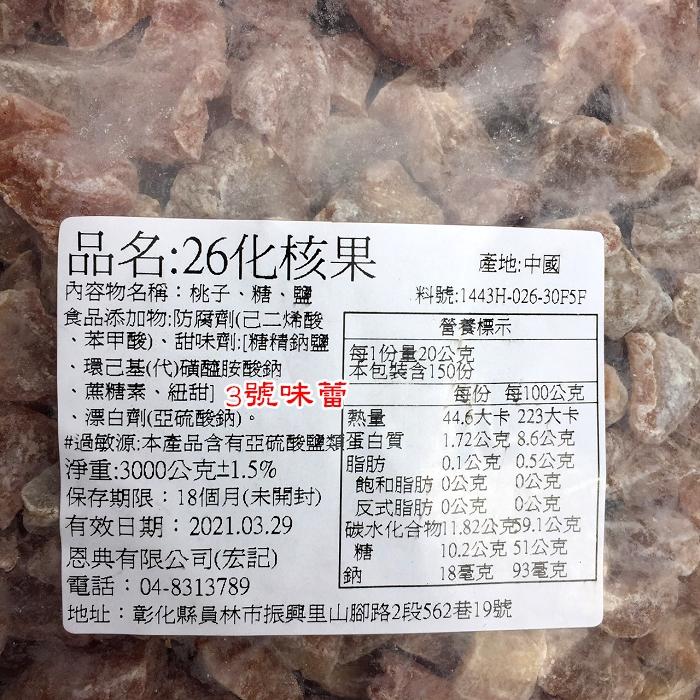 品名:26化核果
產地:中國
內容物名稱：桃子、糖、鹽
料號:1443H-026-30F5F
食品添加物:防腐劑(己二烯酸
、苯甲酸)、甜味劑:[糖精鈉鹽
、環己基(代)磺醯胺酸鈉
、蔗糖素、紐甜]
、漂白劑(亞硫酸鈉)。
#過敏源:本產品含有亞硫酸鹽類
淨重:3000公克±1.5%
保存期限：18個月(未開封)
有效日期：2021.03.29
恩典有限公司(宏記)
電話：04-8313789
地址：彰化縣員林市振興里山腳路2段562巷19號
3號味蕾
營養標示
每1份量20公克
本包裝含150份
每份 每100公克
熱量 44.6大卡 223大卡
蛋白質 1.72公克 8.6公克
脂肪 0.1公克 0.5公克
飽和脂肪 0公克 0公克
反式脂肪 0公克 0公克
碳水化合物 11.82公克 59.1公克
糖 10.2公克 51公克
鈉 18毫克 93毫克